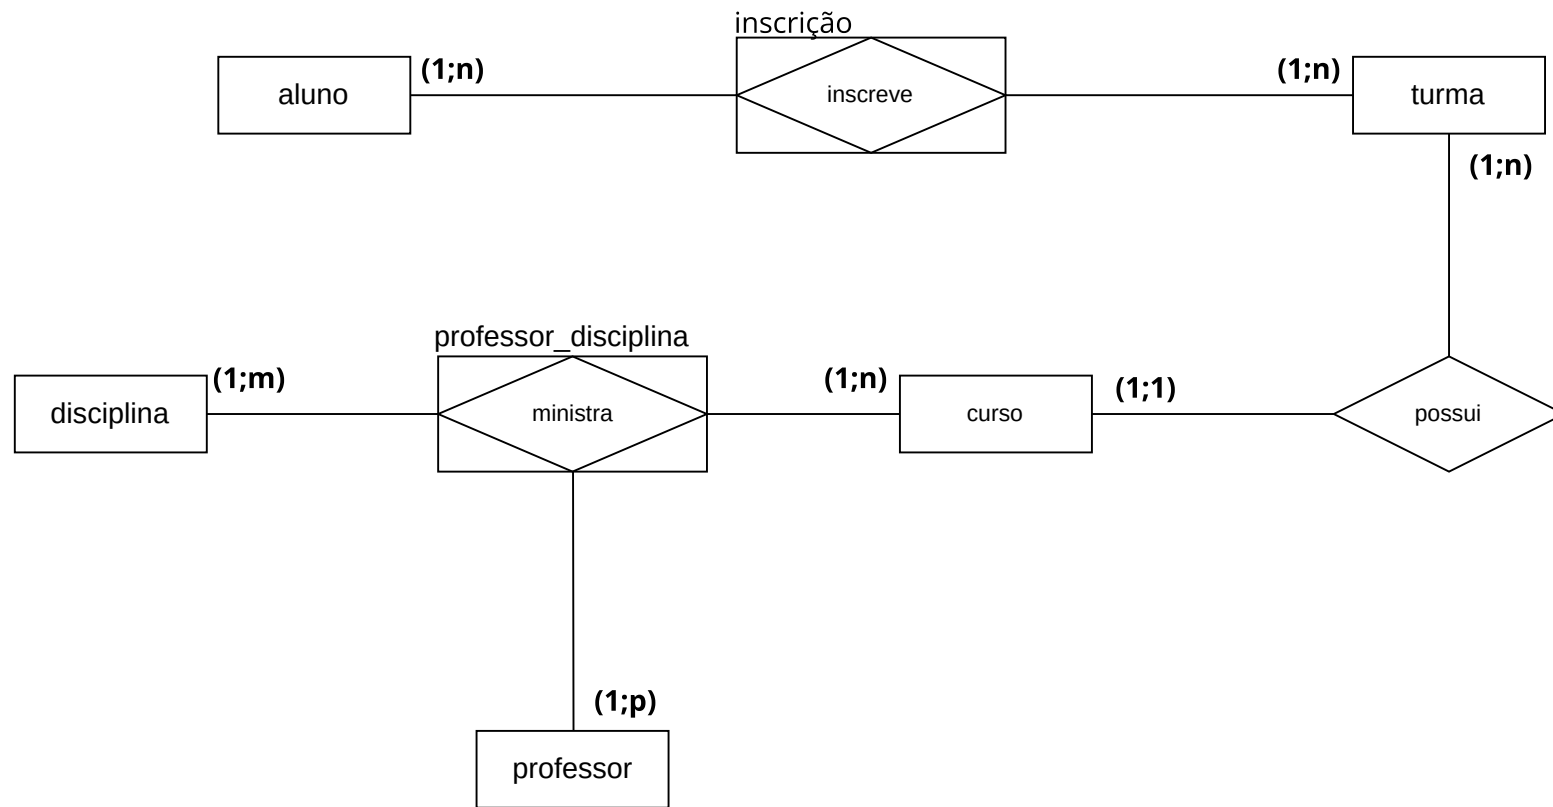 inscrição
(1;n)
(1;n)
aluno
inscreve
turma
(1;n)
professor_disciplina
(1;m)
(1;n)
(1;1)
disciplina
ministra
curso
possui
(1;p)
professor